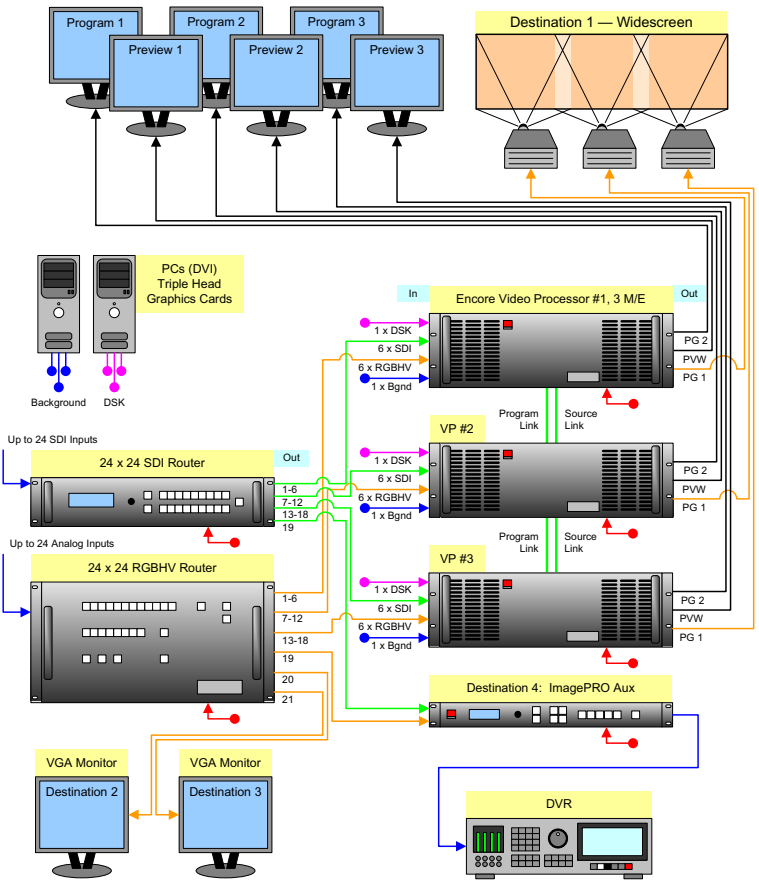 Program 1
Program 2
Program 3
Preview 1
Preview 2
Preview 3
Destination 1 — Widescreen
PCs (DVI)
Triple Head
Graphics Cards
Background
DSK
In
Encore Video Processor #1, 3 M/E
Out
1 x DSK
6 x SDI
6 x RGBHV
1 x Bgnd
PG 2
PVW
PG 1
Program
Link
Source
Link
VP #2
1 x DSK
6 x SDI
6 x RGBHV
1 x Bgnd
PG 2
PVW
PG 1
Program
Link
Source
Link
VP #3
1 x DSK
6 x SDI
6 x RGBHV
1 x Bgnd
PG 2
PVW
PG 1
Up to 24 SDI Inputs
24 x 24 SDI Router
Out
1-6
7-12
13-18
19
Up to 24 Analog Inputs
24 x 24 RGBHV Router
1-6
7-12
13-18
19
20
21
Destination 4:  ImagePRO Aux
VGA Monitor
VGA Monitor
Destination 2
Destination 3
DVR